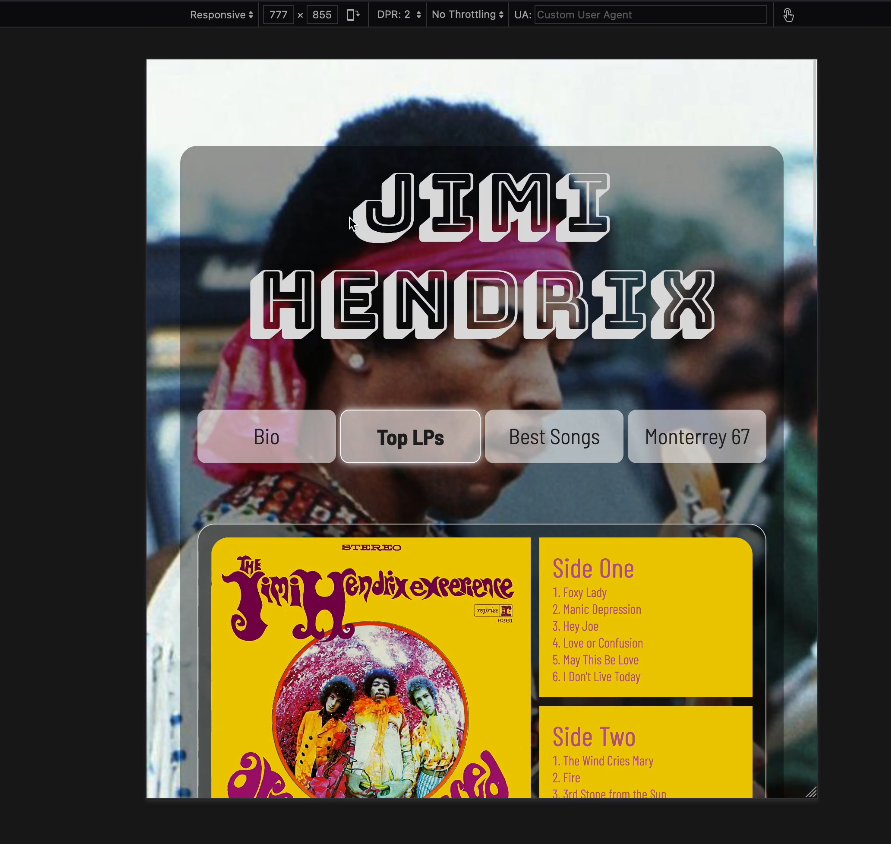 Responsive 777 × 855 DPR: 2 No Throttling UA: Custom User Agent
JIMI
HENDRIX
Bio
Top LPs
Best Songs
Monterrey 67
STEREO
THE
Jimi Hendrix experience
reprise
Side One
1. Foxy Lady
2. Manic Depression
3. Hey Joe
4. Love or Confusion
5. May This Be Love
6. I Don't Live Today
Side Two
1. The Wind Cries Mary
2. Fire
3. 3rd Stone from the Sun